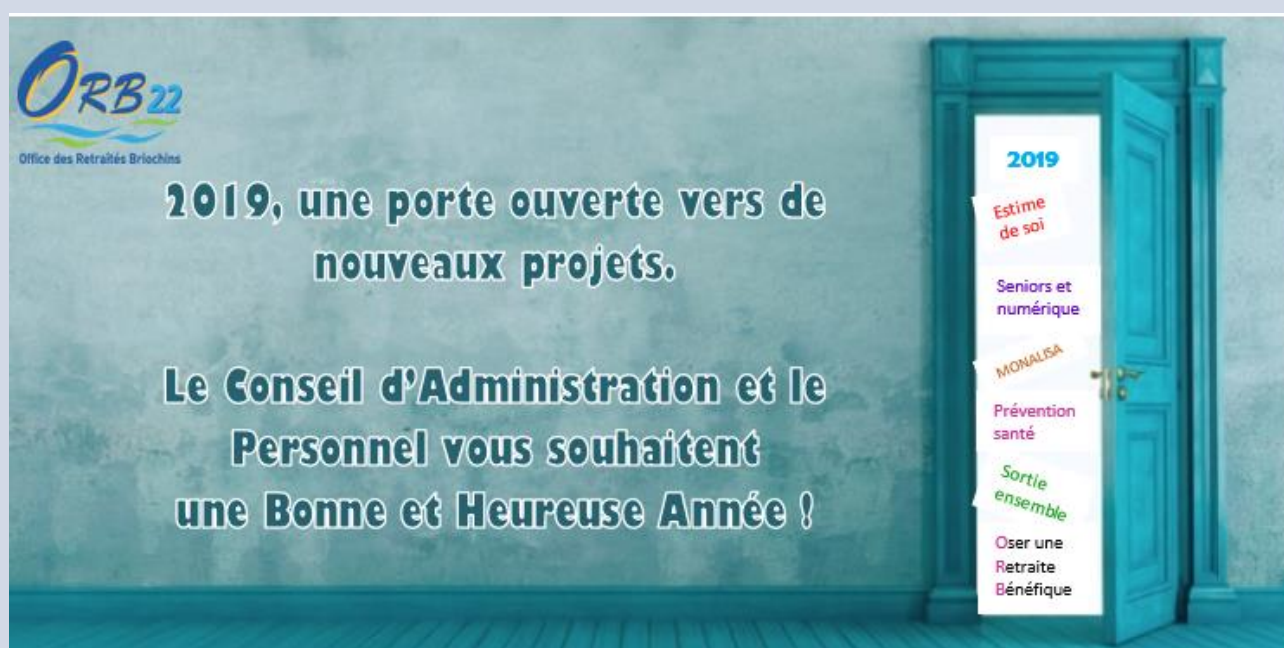 ORB 22
Office des Retraités Briochins
2019, une porte ouverte vers de
nouveaux projets.
Le Conseil d'Administration et le
Personnel vous souhaitent
une Bonne et Heureuse Année !
2019
Estime
de soi
Seniors et
numérique
MONALISA
Prévention
santé
Sortie
ensemble
Oser une
Retraite
Bénéfique